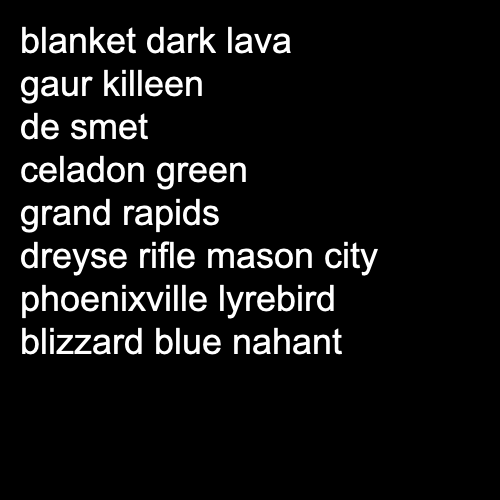 blanket dark lava
gaur killeen
de smet
celadon green
grand rapids
dreyse rifle mason city
phoenixville lyrebird
blizzard blue nahant